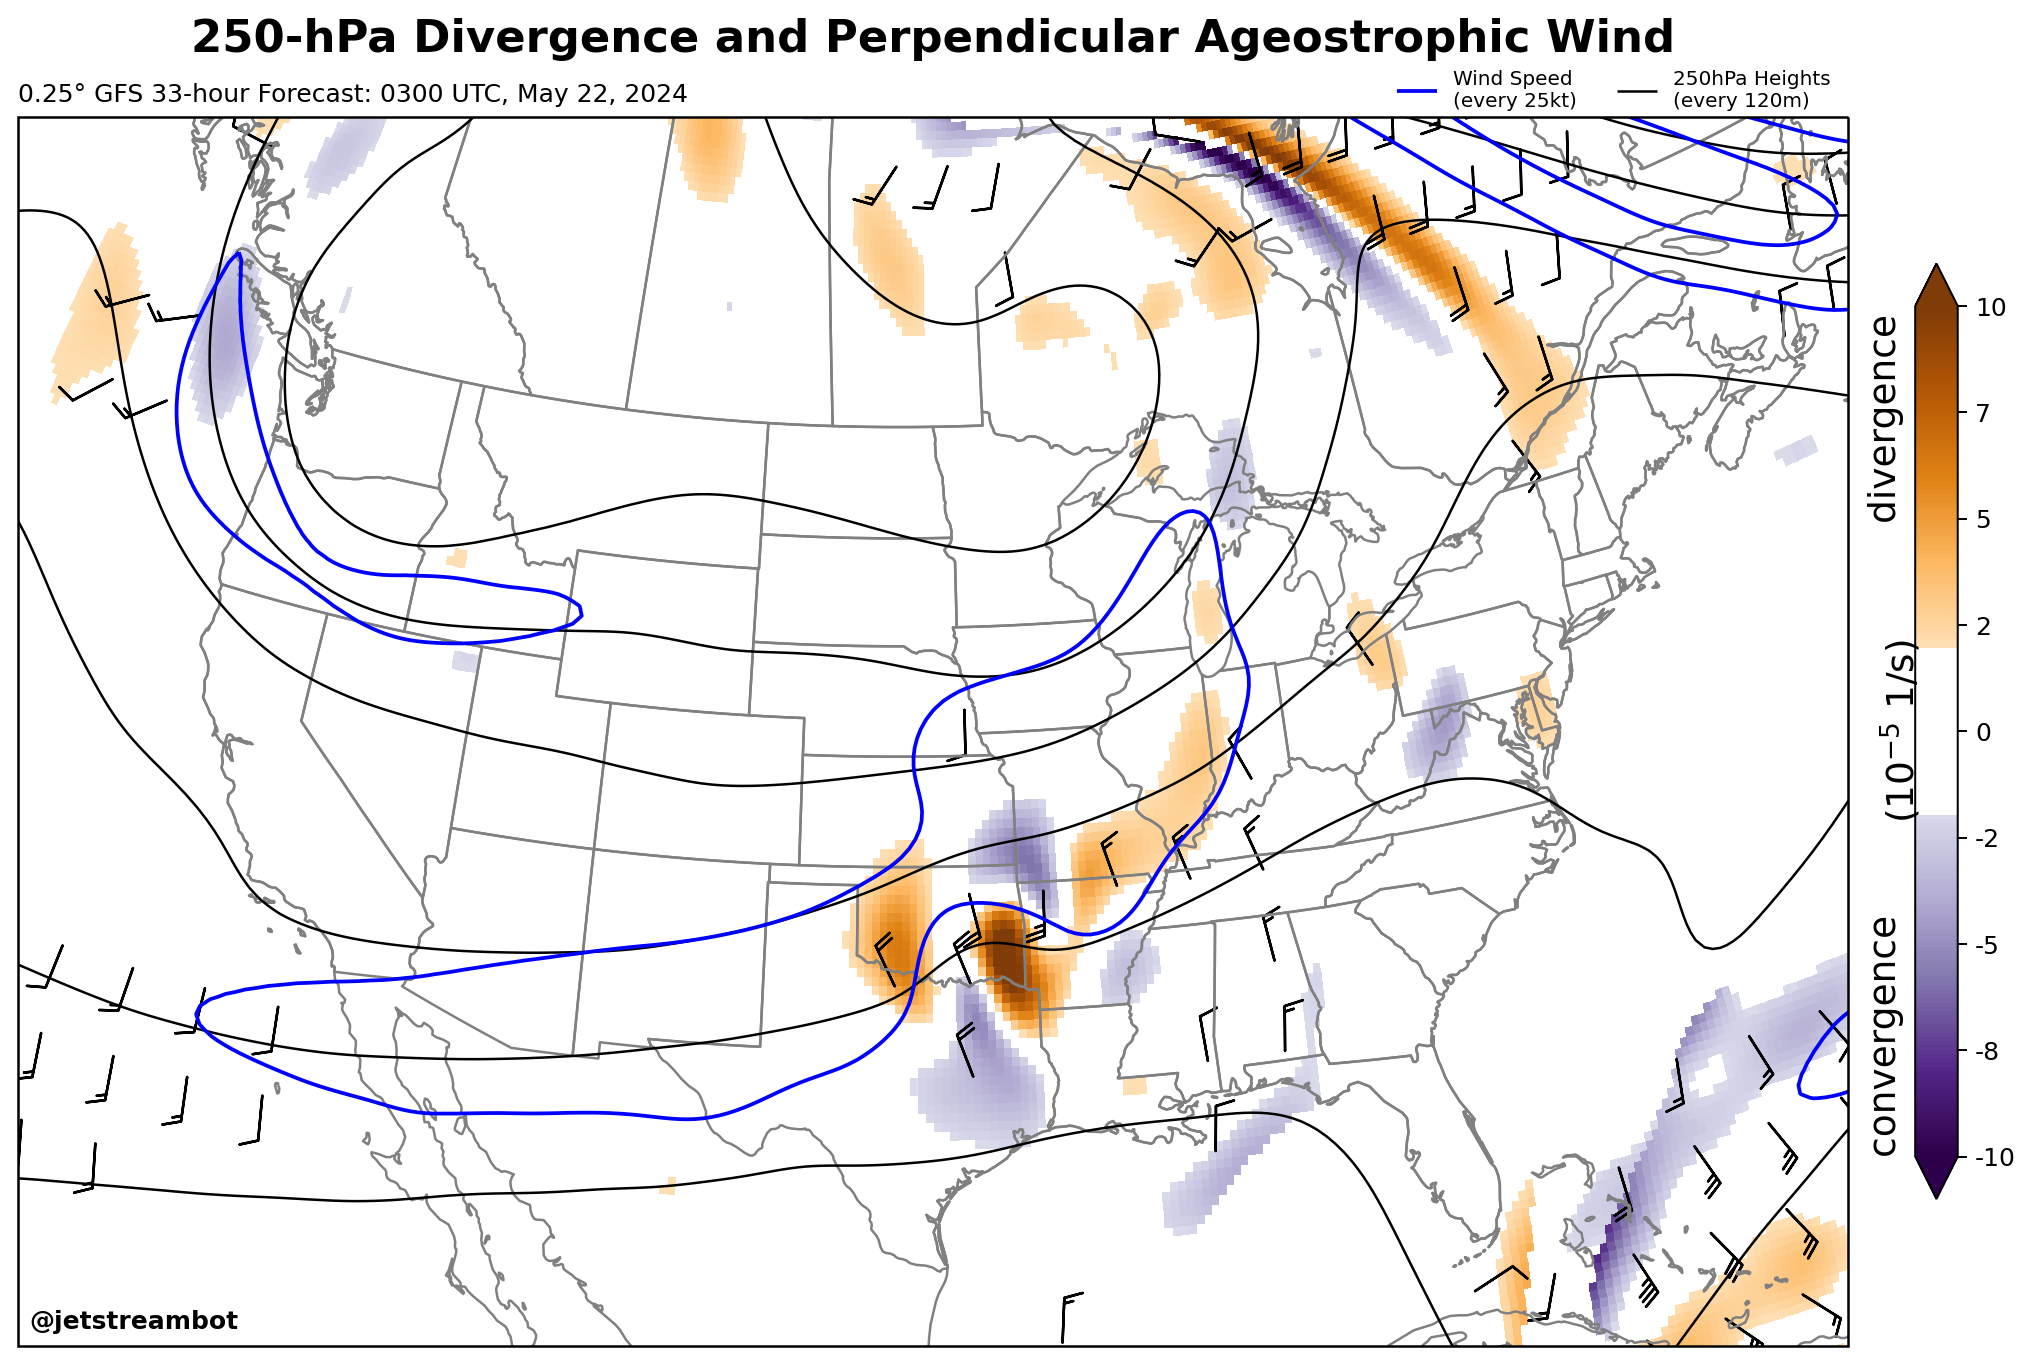 250-hPa Divergence and Perpendicular Ageostrophic Wind
0.25° GFS 33-hour Forecast: 0300 UTC, May 22, 2024
Wind Speed
(every 25kt)
250hPa Heights
(every 120m)
10
7
5
2
0
-2
-5
-8
-10
convergence (10⁻⁵ 1/s) divergence
@jetstreambot